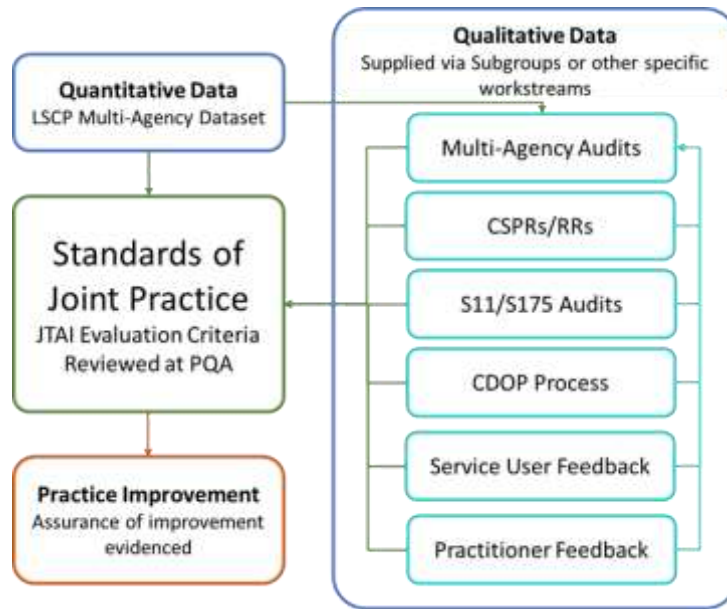 Quantitative Data
LSCP Multi-Agency Dataset
Standards of
Joint Practice
JTAI Evaluation Criteria
Reviewed at PQA
Practice Improvement
Assurance of improvement
evidenced
Qualitative Data
Supplied via Subgroups or other specific
workstreams
Multi-Agency Audits
CSPRs/RRs
S11/S175 Audits
CDOP Process
Service User Feedback
Practitioner Feedback